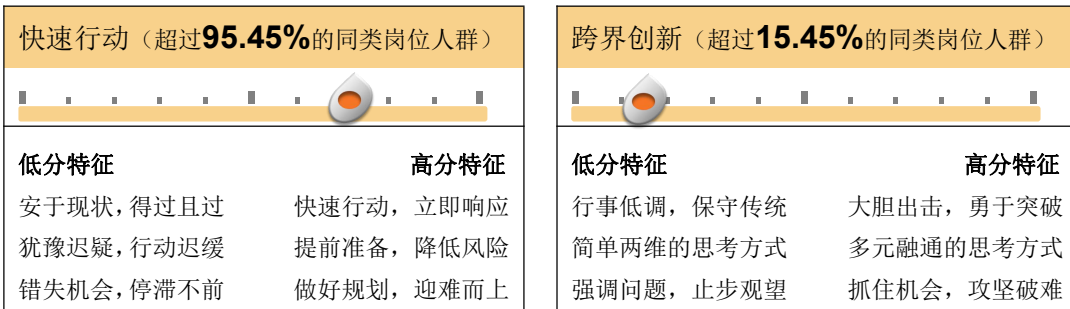 快速行动（超过95.45%的同类岗位人群）
低分特征 高分特征
安于现状，得过且过 快速行动，立即响应
犹豫迟疑，行动迟缓 提前准备，降低风险
错失机会，停滞不前 做好规划，迎难而上
跨界创新（超过15.45%的同类岗位人群）
低分特征 高分特征
行事低调，保守传统 大胆出击，勇于突破
简单两维的思考方式 多元融通的思考方式
强调问题，止步观望 抓住机会，攻坚破难